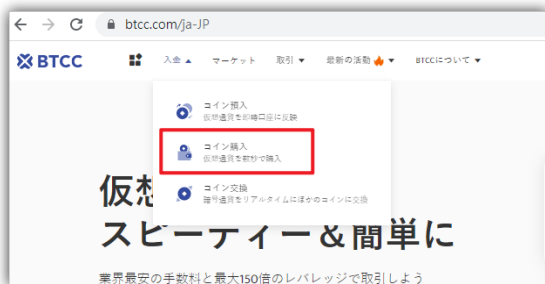 btcc.com/ja-JP
BTCC 入金 ▲ マーケット 取引 ▼ 最新の活動 🔥 ▼ BTCCについて ▼
コイン預入
仮想通貨を即時口座に反映
コイン購入
仮想通貨を数秒で購入
コイン交換
暗号通貨をリアルタイムにほかのコインに交換
仮想
スピーディー&簡単に
業界最安の手数料と最大150倍のレバレッジで取引しよう